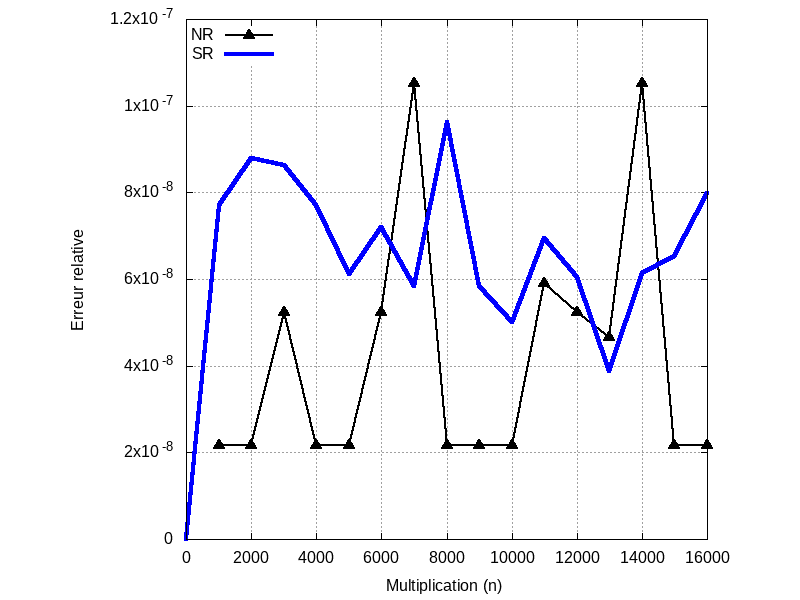 1.2x10 -7
1x10 -7
8x10 -8
6x10 -8
4x10 -8
2x10 -8
0
NR
SR
Erreur relative
0 2000 4000 6000 8000 10000 12000 14000 16000
Multiplication (n)